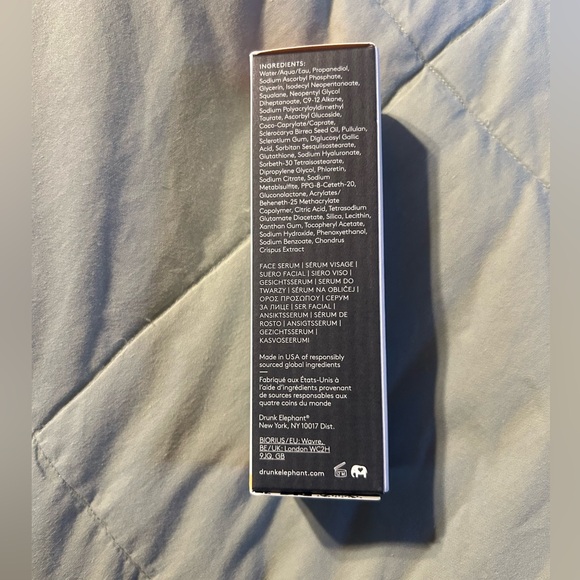 INGREDIENTS:
Water/Aqua/Eau, Propanediol,
Sodium Ascorbyl Phosphate,
Glycerin, Isodecyl Neopentanoate,
Squalane, Neopentyl Glycol
Diheptanoate, C9-12 Alkane,
Sodium Polyacryloyldimethyl
Taurate, Ascorbyl Glucoside,
Coco-Caprylate/Caprate,
Sclerocarya Birrea Seed Oil, Pullulan,
Sclerotium Gum, Diglucosyl Gallic
Acid, Sorbitan Sesquiisostearate,
Glutathione, Sodium Hyaluronate,
Sorbeth-30 Tetraisostearate,
Dipropylene Glycol, Phloretin,
Sodium Citrate, Sodium
Metabisulfite, PPG-8-Ceteth-20,
Gluconolactone, Acrylates/
Beheneth-25 Methacrylate
Copolymer, Citric Acid, Tetrasodium
Glutamate Diacetate, Silica, Lecithin,
Xanthan Gum, Tocopheryl Acetate,
Sodium Hydroxide, Phenoxyethanol,
Sodium Benzoate, Chondrus
Crispus Extract
FACE SERUM | SÉRUM VISAGE |
SUERO FACIAL | SIERO VISO |
GESICHTSSERUM | SERUM DO
TWARZY | SÉRUM NA OBLIČEJ |
ΟΡΟΣ ΠΡΟΣΩΠΟΥ | СЕРУМ
ЗА ЛИЦЕ | SER FACIAL |
ANSIKTSSERUM | SÉRUM DE
ROSTO | ANSIGTSSERUM |
GEZICHTSSERUM |
KASVOSEERUMI
Made in USA of responsibly
sourced global ingredients
Fabriqué aux États-Unis à
l'aide d'ingrédients provenant
de sources responsables aux
quatre coins du monde
Drunk Elephant®
New York, NY 10017 Dist.
BIORIUS/EU: Wavre,
BE/UK: London WC2H
9JQ, GB
drunkelephant.com